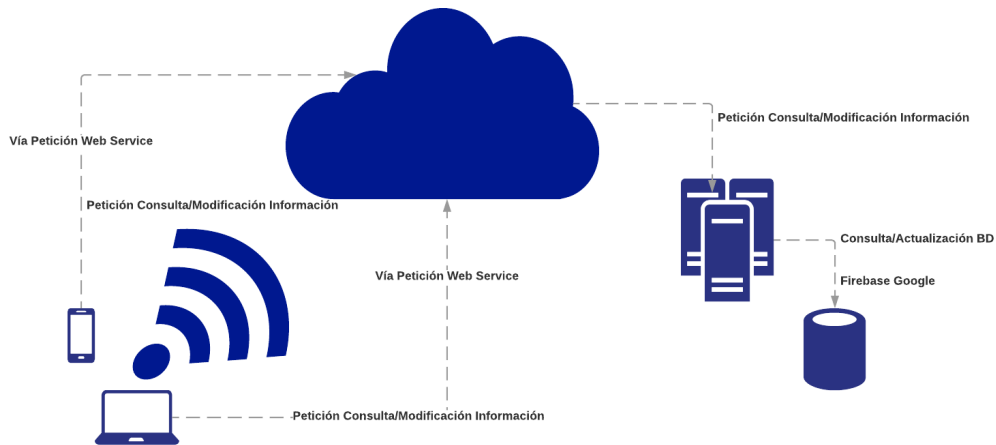 Petición Consulta/Modificación Información
Vía Petición Web Service
Petición Consulta/Modificación Información
Consulta/Actualización BD
Vía Petición Web Service
Firebase Google
Petición Consulta/Modificación Información